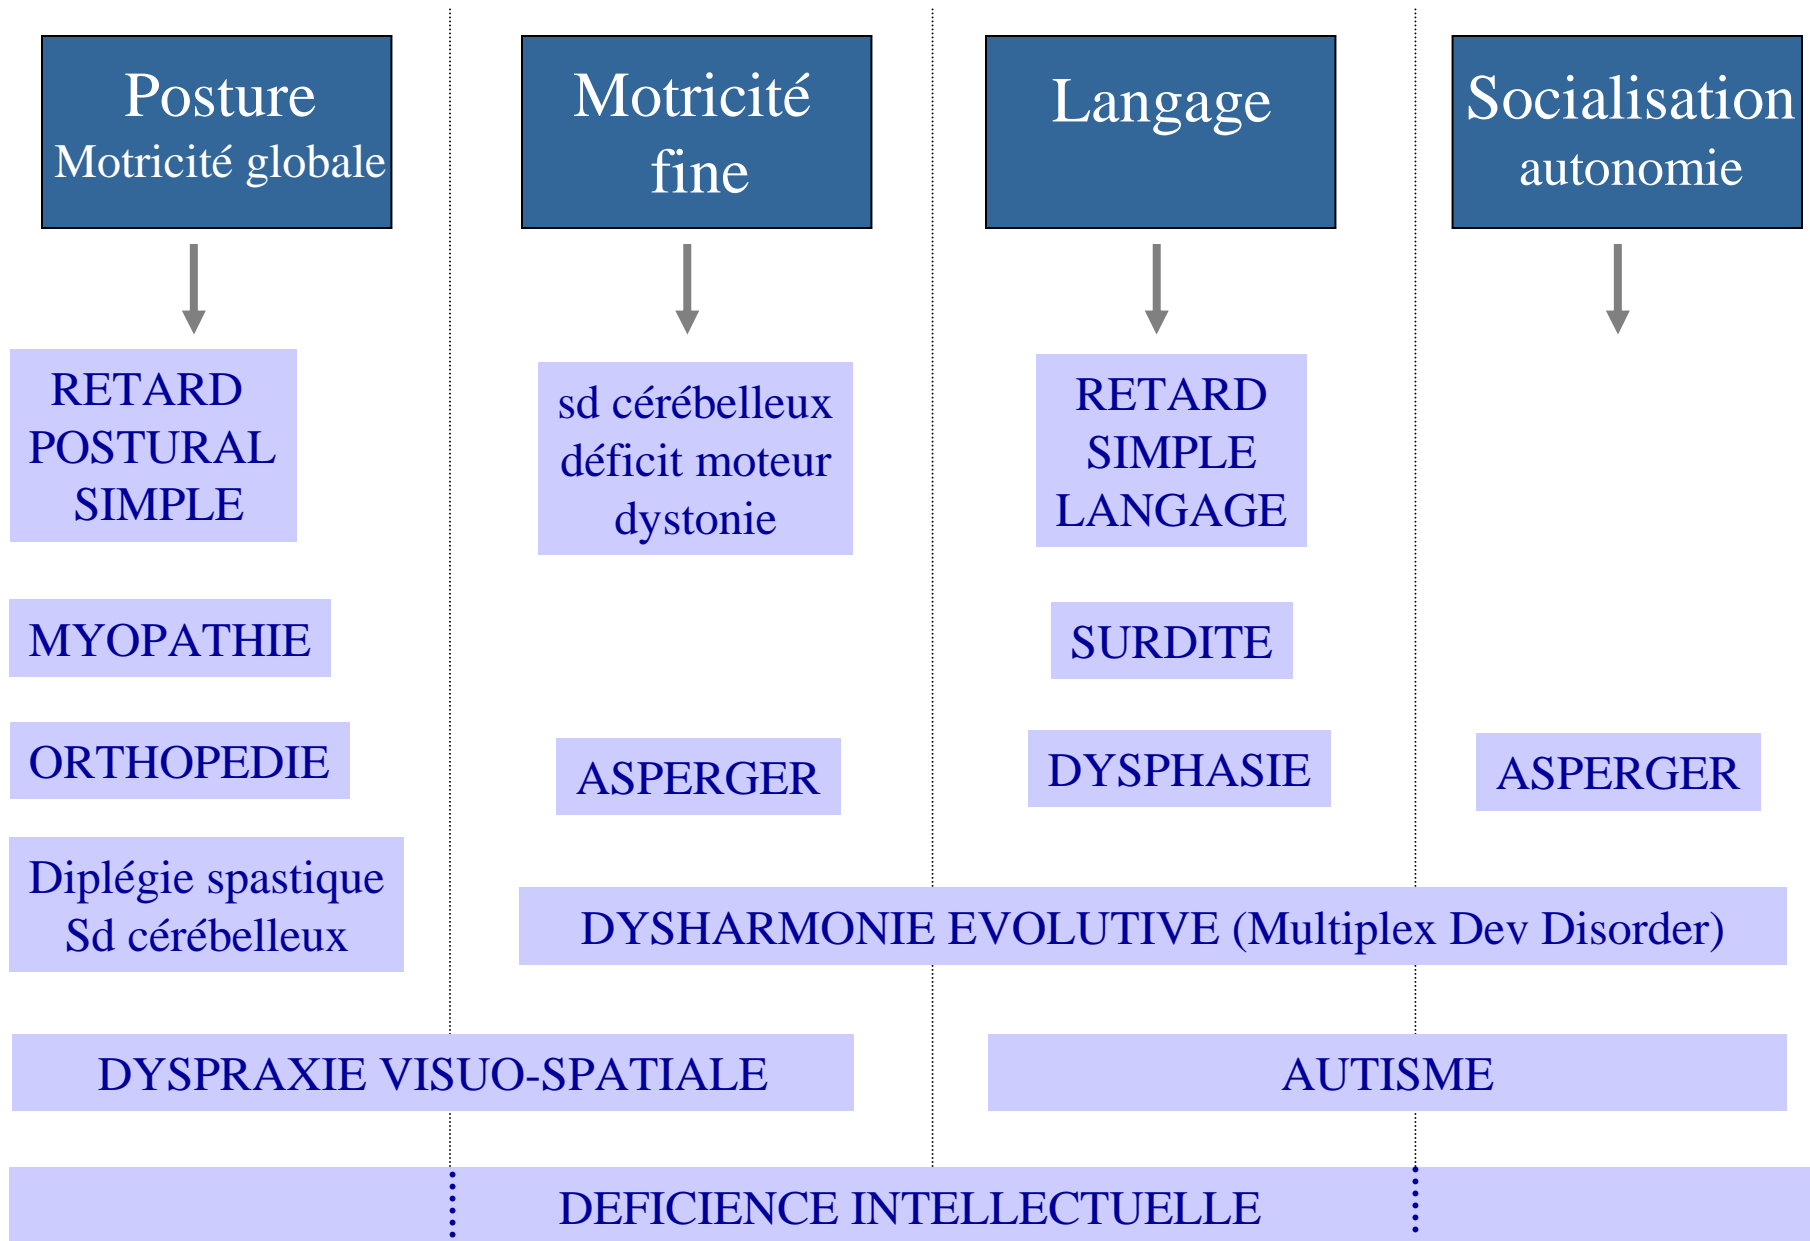 Posture
Motricité globale
Motricité
fine
Langage
Socialisation
autonomie
RETARD
POSTURAL
SIMPLE
sd cérébelleux
déficit moteur
dystonie
RETARD
SIMPLE
LANGAGE
MYOPATHIE
SURDITE
ORTHOPEDIE
ASPERGER
DYSPHASIE
ASPERGER
Diplégie spastique
Sd cérébelleux
DYSHARMONIE EVOLUTIVE (Multiplex Dev Disorder)
DYSPRAXIE VISUO-SPATIALE
AUTISME
DEFICIENCE INTELLECTUELLE